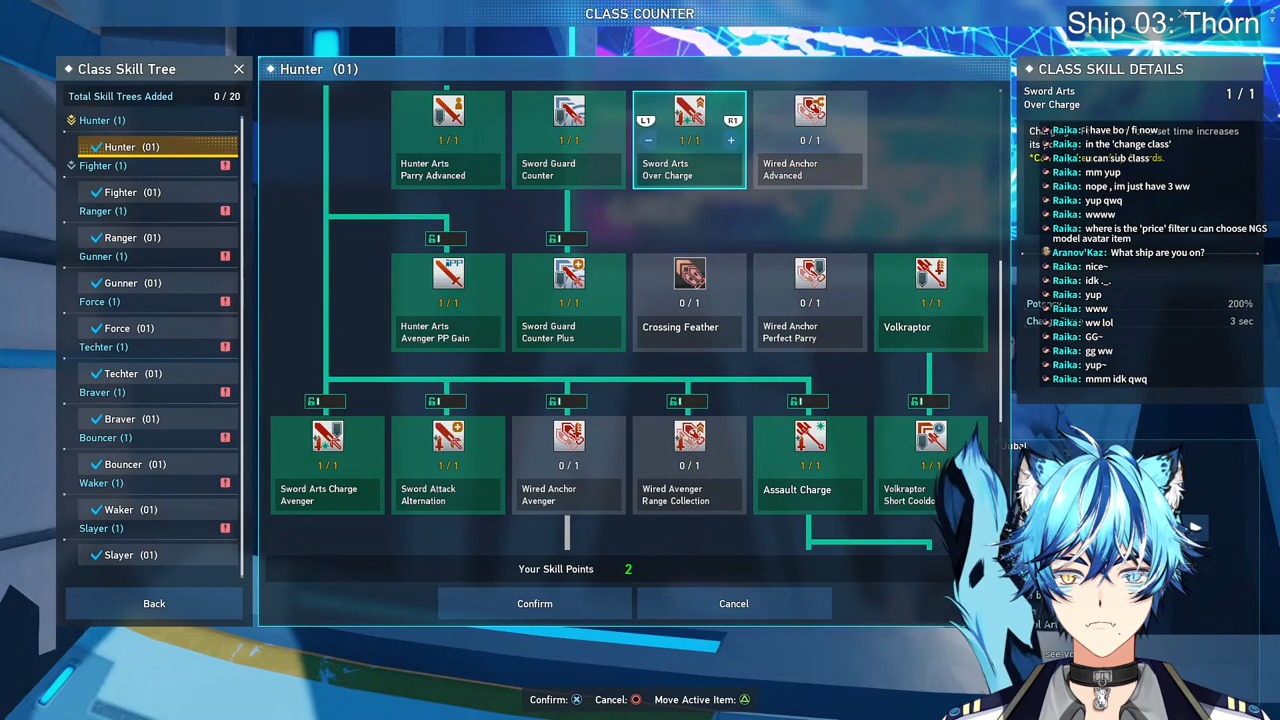 CLASS COUNTER
Ship 03: Thorn
Class Skill Tree
Total Skill Trees Added 0 / 20
Hunter (1)
Hunter (01)
Fighter (1)
Fighter (01)
Ranger (1)
Ranger (01)
Gunner (1)
Gunner (01)
Force (1)
Force (01)
Techter (1)
Techter (01)
Braver (1)
Braver (01)
Bouncer (1)
Bouncer (01)
Waker (1)
Waker (01)
Slayer (1)
Slayer (01)
Back
Hunter (01)
1 / 1
Hunter Arts
Parry Advanced
1 / 1
Sword Guard
Counter
L1 R1
1 / 1
Sword Arts
Over Charge
0 / 1
Wired Anchor
Advanced
1 / 1
Hunter Arts
Avenger PP Gain
1 / 1
Sword Guard
Counter Plus
0 / 1
Crossing Feather
0 / 1
Wired Anchor
Perfect Parry
1 / 1
Volkraptor
1 / 1
Sword Arts Charge
Avenger
1 / 1
Sword Attack
Alternation
0 / 1
Wired Anchor
Avenger
0 / 1
Wired Avenger
Range Collection
1 / 1
Assault Charge
1 / 1
Volkraptor
Short Cooldo
Your Skill Points 2
Confirm
Cancel
Confirm: Cancel: Move Active Item:
CLASS SKILL DETAILS
Sword Arts
Over Charge
1 / 1
set time increases
Raika: i have bo / fi now
Raika: in the 'change class'
Raika: u can sub class
Raika: mm yup
Raika: nope , im just have 3 ww
Raika: yup qwq
Raika: wwww
Raika: where is the 'price' filter u can choose NGS
model avatar item
Aranov'Kaz: What ship are you on?
Raika: nice~
Raika: idk ._.
Raika: yup
Raika: www
Raika: ww lol
Raika: GG~
Raika: gg ww
Raika: yup~
Raika: mmm idk qwq
200%
3 sec